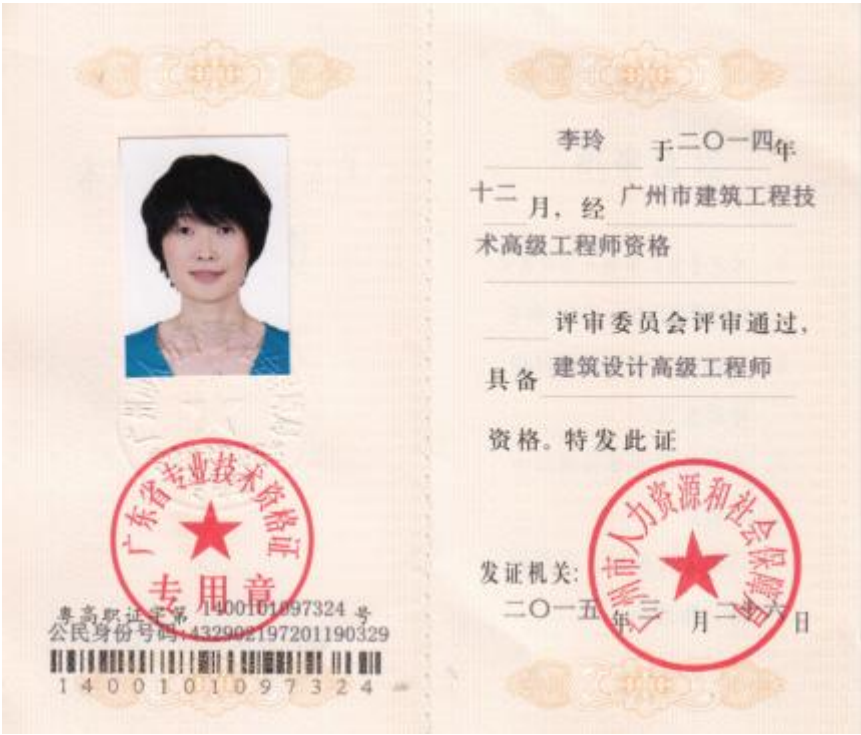 广东省专业技术资格证
专用章
粤高职证字第 1400101097324 号
公民身份号码:432902197201190329
1400101097324
李玲 于二〇一四年
十二月，经 广州市建筑工程技
术高级工程师资格
评审委员会评审通过，
具备 建筑设计高级工程师
资格。特发此证
广州市人力资源和社会保障局
发证机关:
二〇一五年三月二十六日